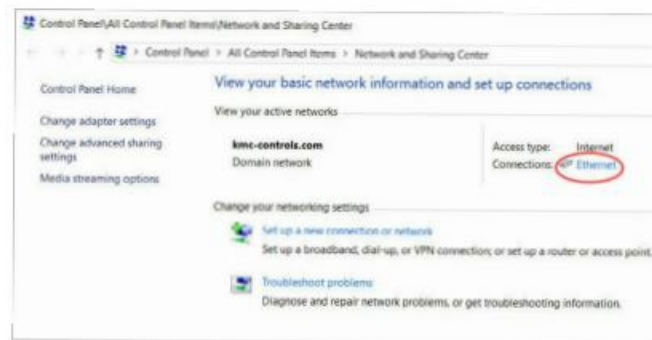 Control Panel\All Control Panel Items\Network and Sharing Center
Control Panel > All Control Panel Items > Network and Sharing Center
Control Panel Home
Change adapter settings
Change advanced sharing
settings
Media streaming options
View your basic network information and set up connections
View your active networks
kmc-controls.com
Domain network
Access type: Internet
Connections: Ethernet
Change your networking settings
Set up a new connection or network
Set up a broadband, dial-up, or VPN connection; or set up a router or access point.
Troubleshoot problems
Diagnose and repair network problems, or get troubleshooting information.